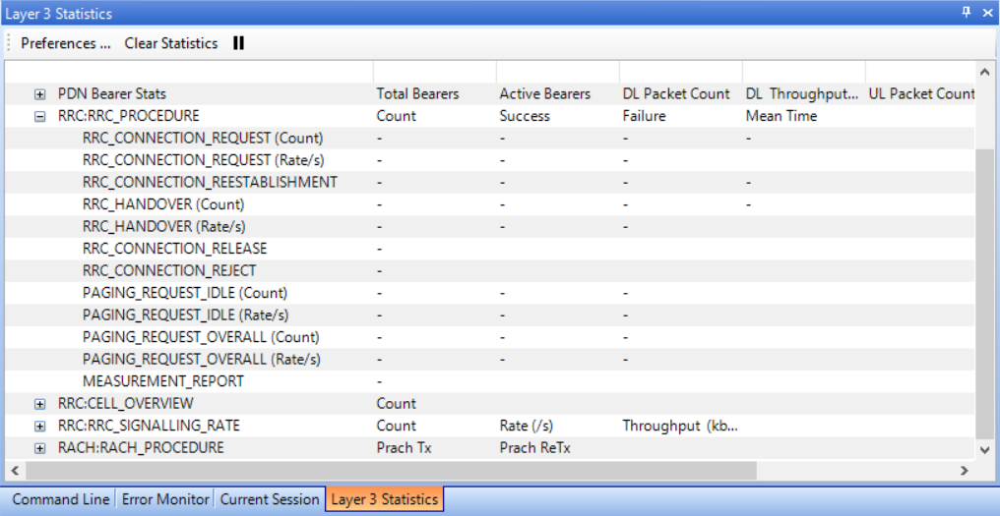 Layer 3 Statistics
Preferences ... Clear Statistics
PDN Bearer Stats Total Bearers Active Bearers DL Packet Count DL Throughput... UL Packet Count
RRC:RRC_PROCEDURE Count Success Failure Mean Time
RRC_CONNECTION_REQUEST (Count) - - - -
RRC_CONNECTION_REQUEST (Rate/s) - - -
RRC_CONNECTION_REESTABLISHMENT - - - -
RRC_HANDOVER (Count) - - - -
RRC_HANDOVER (Rate/s) - - -
RRC_CONNECTION_RELEASE -
RRC_CONNECTION_REJECT -
PAGING_REQUEST_IDLE (Count) - - -
PAGING_REQUEST_IDLE (Rate/s) - - -
PAGING_REQUEST_OVERALL (Count) - - -
PAGING_REQUEST_OVERALL (Rate/s) - - -
MEASUREMENT_REPORT -
RRC:CELL_OVERVIEW Count
RRC:RRC_SIGNALLING_RATE Count Rate (/s) Throughput (kb...
RACH:RACH_PROCEDURE Prach Tx Prach ReTx
Command Line Error Monitor Current Session Layer 3 Statistics